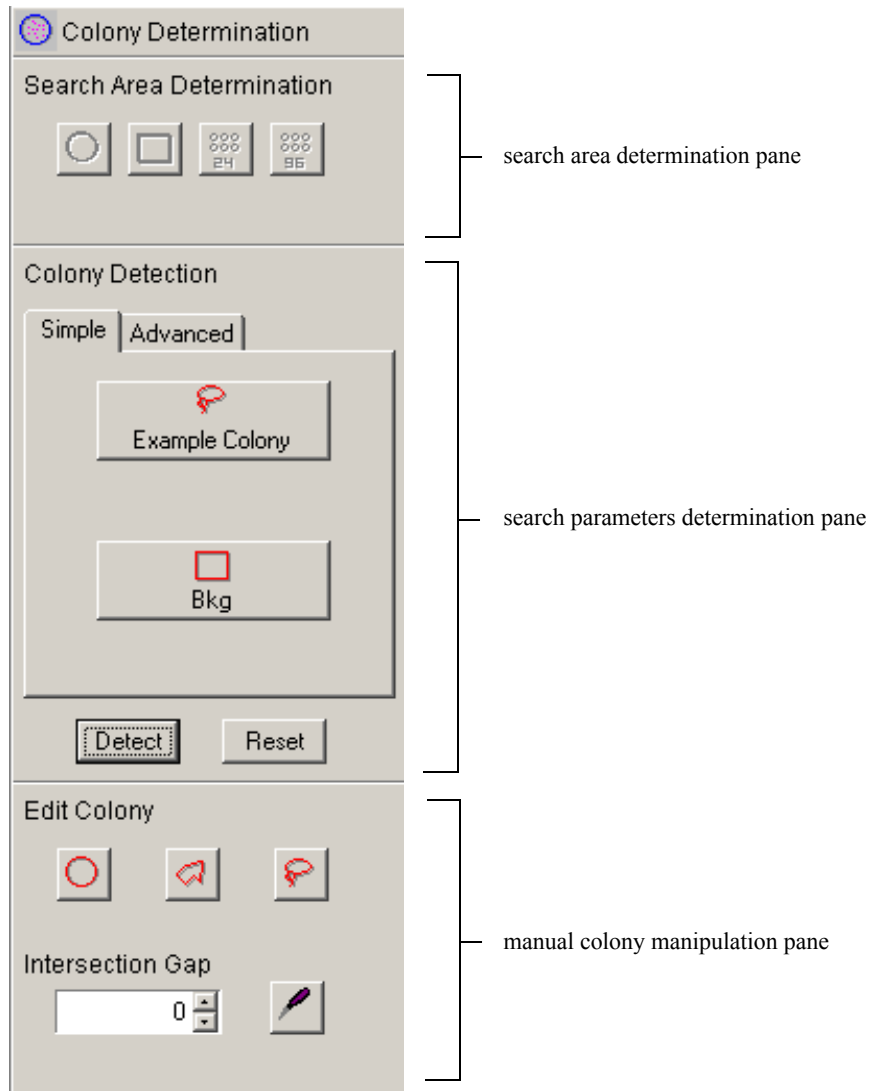 Colony Determination
Search Area Determination
24 96
search area determination pane
Colony Detection
Simple Advanced
Example Colony
search parameters determination pane
Bkg
Detect Reset
Edit Colony
manual colony manipulation pane
Intersection Gap
0